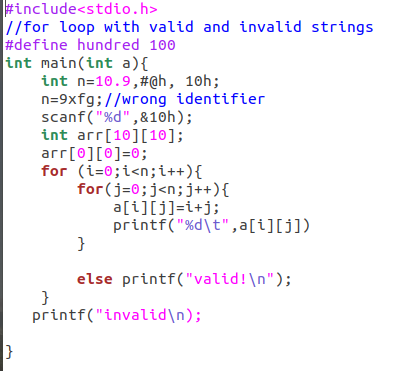 #include<stdio.h>
//for loop with valid and invalid strings
#define hundred 100
int main(int a){
    int n=10.9,#@h, 10h;
    n=9xfg;//wrong identifier
    scanf("%d",&10h);
    int arr[10][10];
    arr[0][0]=0;
    for (i=0;i<n;i++){
        for(j=0;j<n;j++){
            a[i][j]=i+j;
            printf("%d\t",a[i][j])
        }
        else printf("valid!\n");
    }
   printf("invalid\n);
}